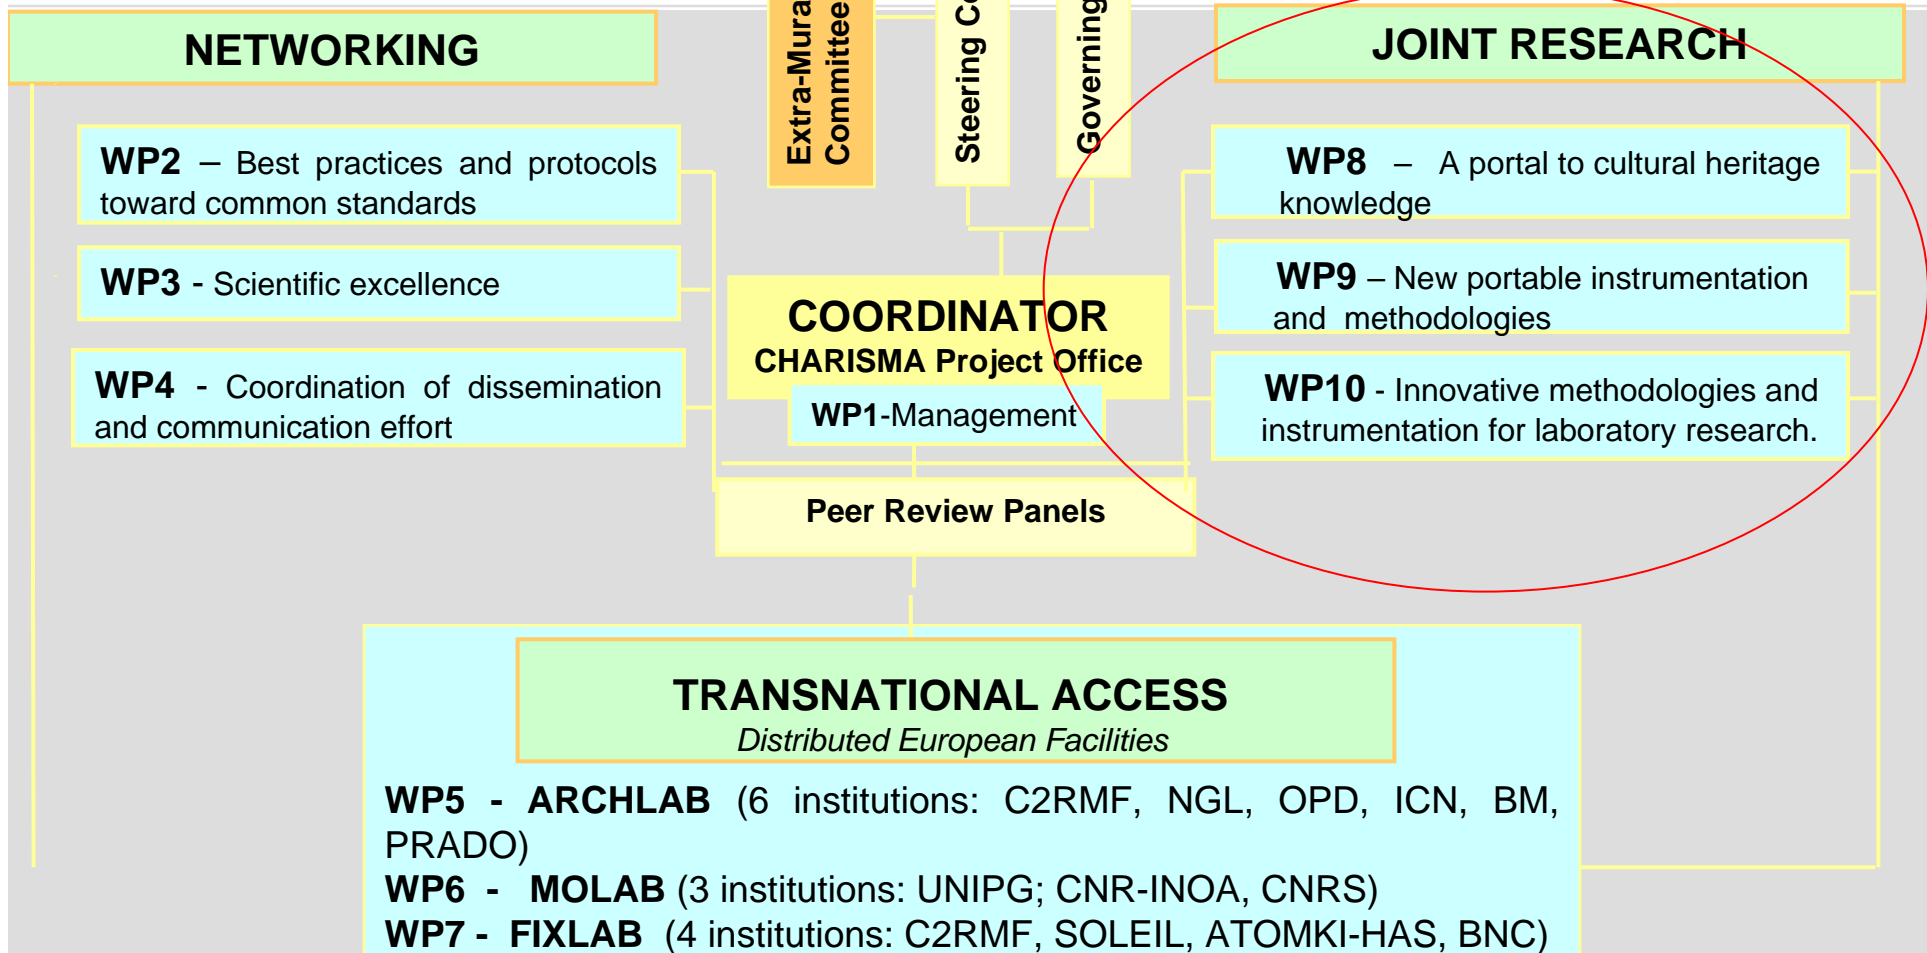 NETWORKING
WP2 – Best practices and protocols
toward common standards
WP3 - Scientific excellence
WP4 - Coordination of dissemination
and communication effort
Committee
Steering
Governing
COORDINATOR
CHARISMA Project Office
WP1-Management
Peer Review Panels
JOINT RESEARCH
WP8 – A portal to cultural heritage
knowledge
WP9 – New portable instrumentation
and methodologies
WP10 - Innovative methodologies and
instrumentation for laboratory research.
TRANSNATIONAL ACCESS
Distributed European Facilities
WP5 - ARCHLAB (6 institutions: C2RMF, NGL, OPD, ICN, BM,
PRADO)
WP6 - MOLAB (3 institutions: UNIPG; CNR-INOA, CNRS)
WP7 - FIXLAB (4 institutions: C2RMF, SOLEIL, ATOMKI-HAS, BNC)